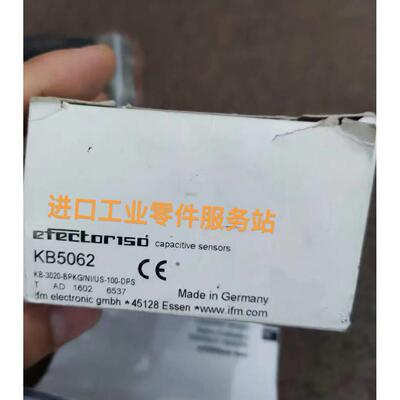 进口工业零件服务站
efector150 capacitive sensors
KB5062
CE
KB-3020-BPKG/NI/US-100-DPS
T AD 1602 6537
Made in Germany
ifm electronic gmbh * 45128 Essen * www.ifm.com